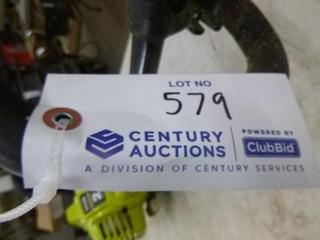 LOT NO
579
CENTURY AUCTIONS
POWERED BY
ClubBid
A DIVISION OF CENTURY SERVICES